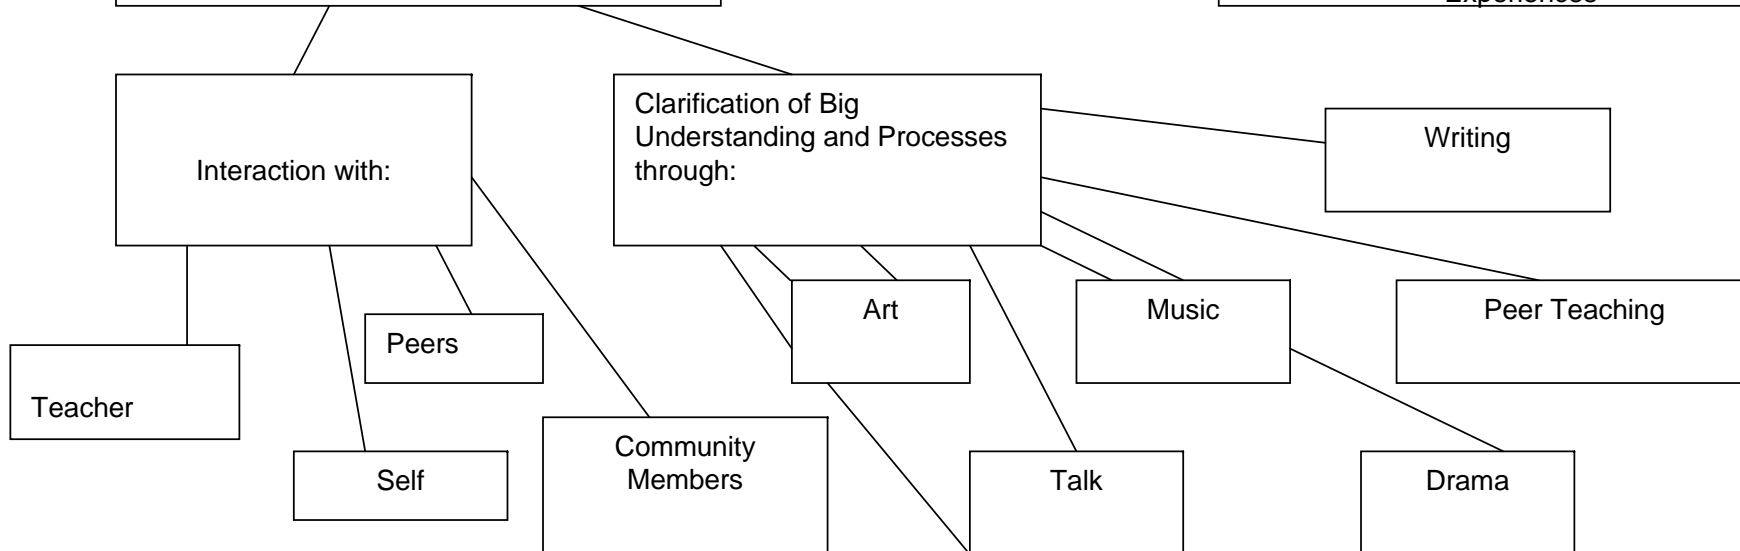 Experiences
Clarification of Big
Understanding and Processes
through:
Interaction with:
Writing
Art
Music
Peer Teaching
Peers
Teacher
Community
Members
Self
Talk
Drama